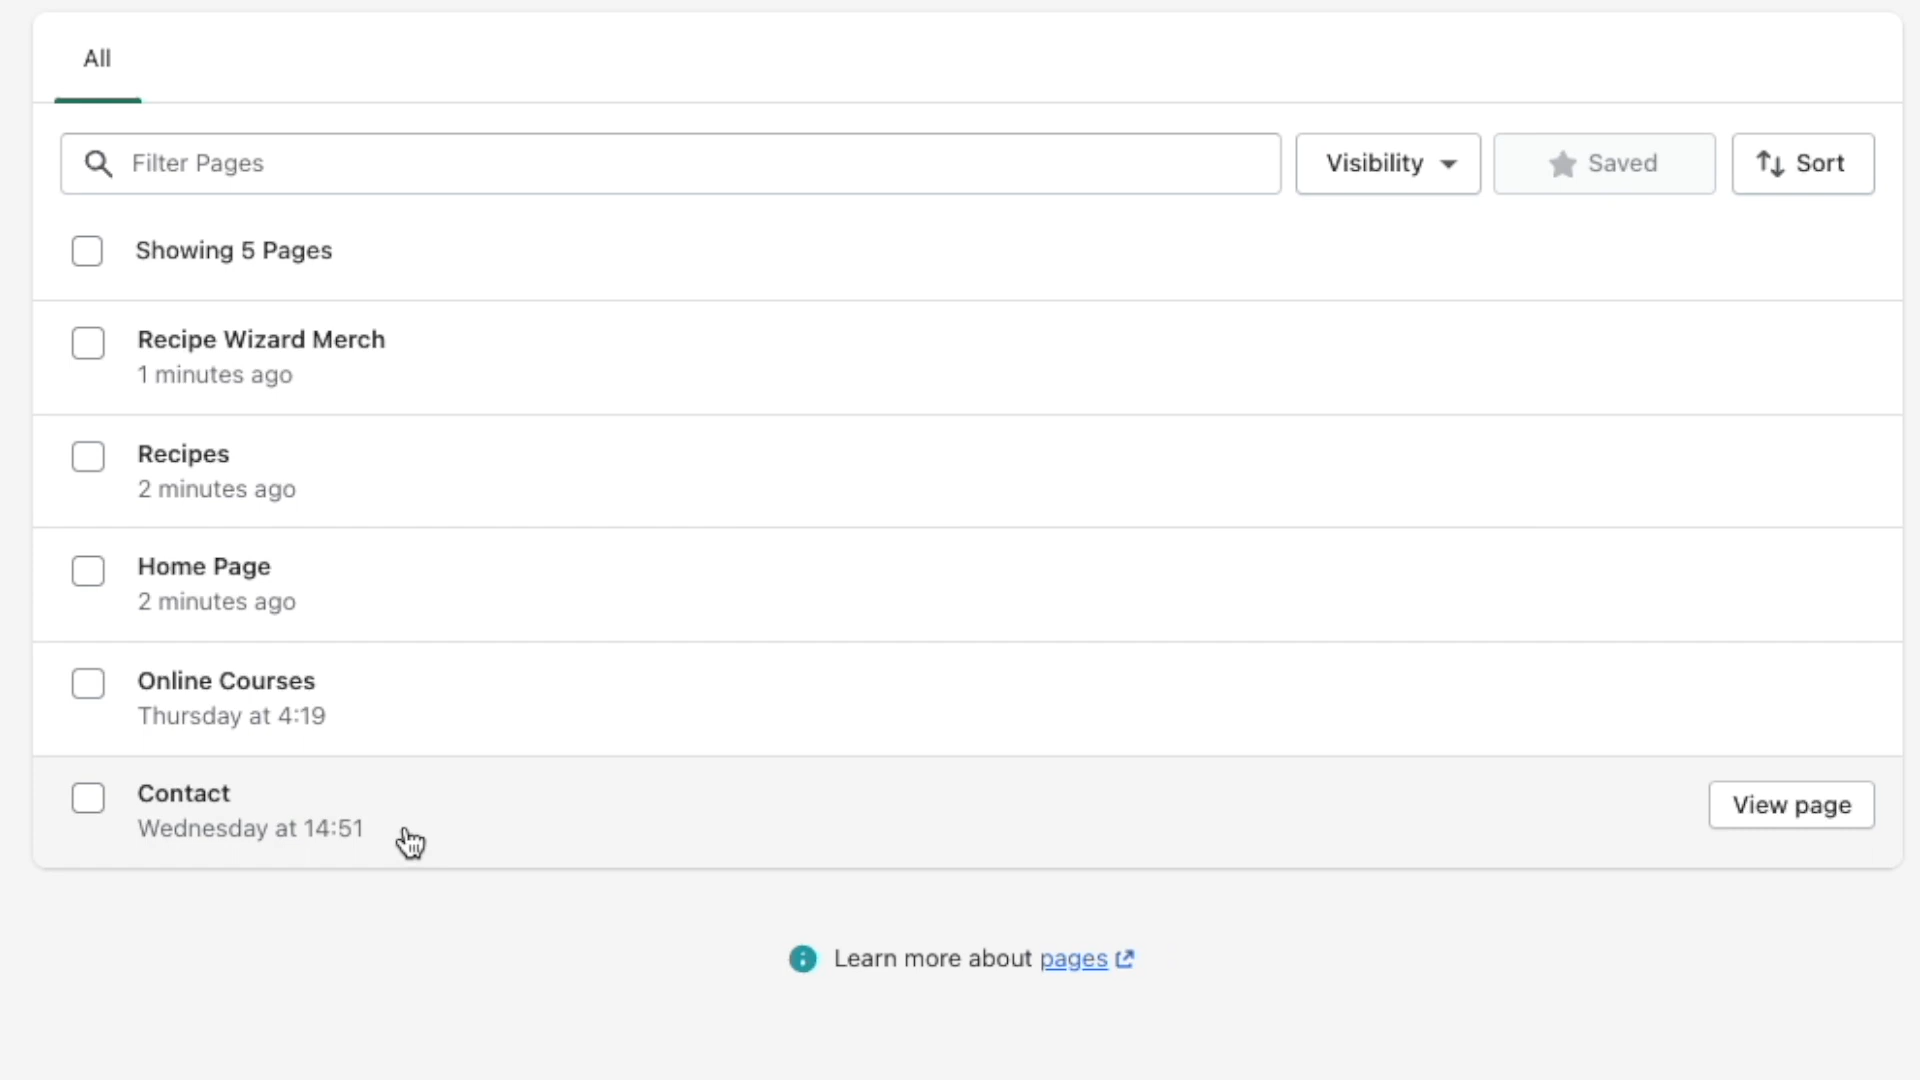 All
Filter Pages
Visibility
Saved
Sort
Showing 5 Pages
Recipe Wizard Merch
1 minutes ago
Recipes
2 minutes ago
Home Page
2 minutes ago
Online Courses
Thursday at 4:19
Contact
Wednesday at 14:51
View page
Learn more about pages